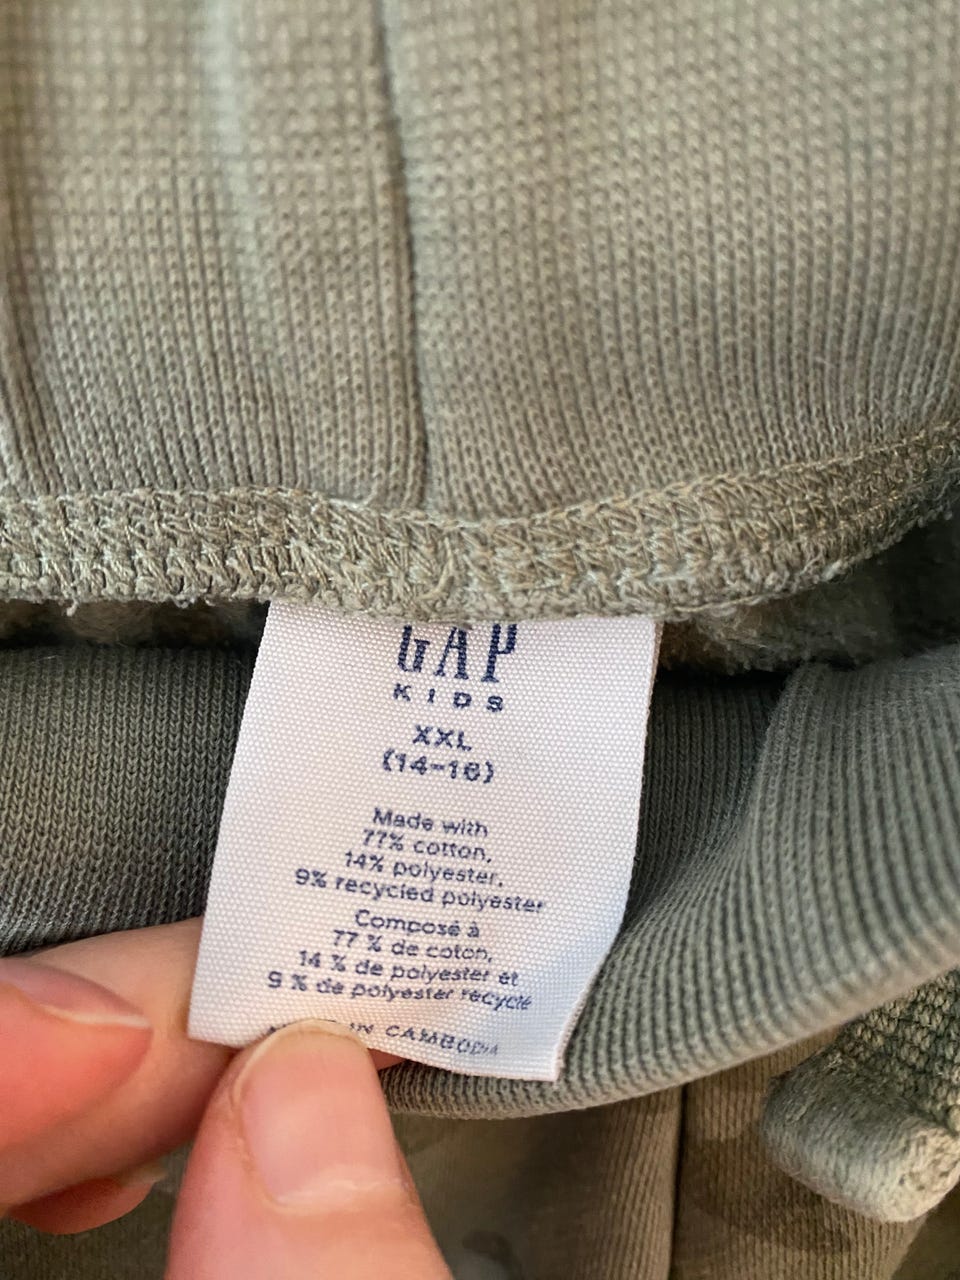 GAP
KIDS
XXL
(14-16)
Made with
77% cotton,
14% polyester,
9% recycled polyester
Composé à
77 % de coton,
14 % de polyester et
9 % de polyester recyclé
IN CAMBODIA